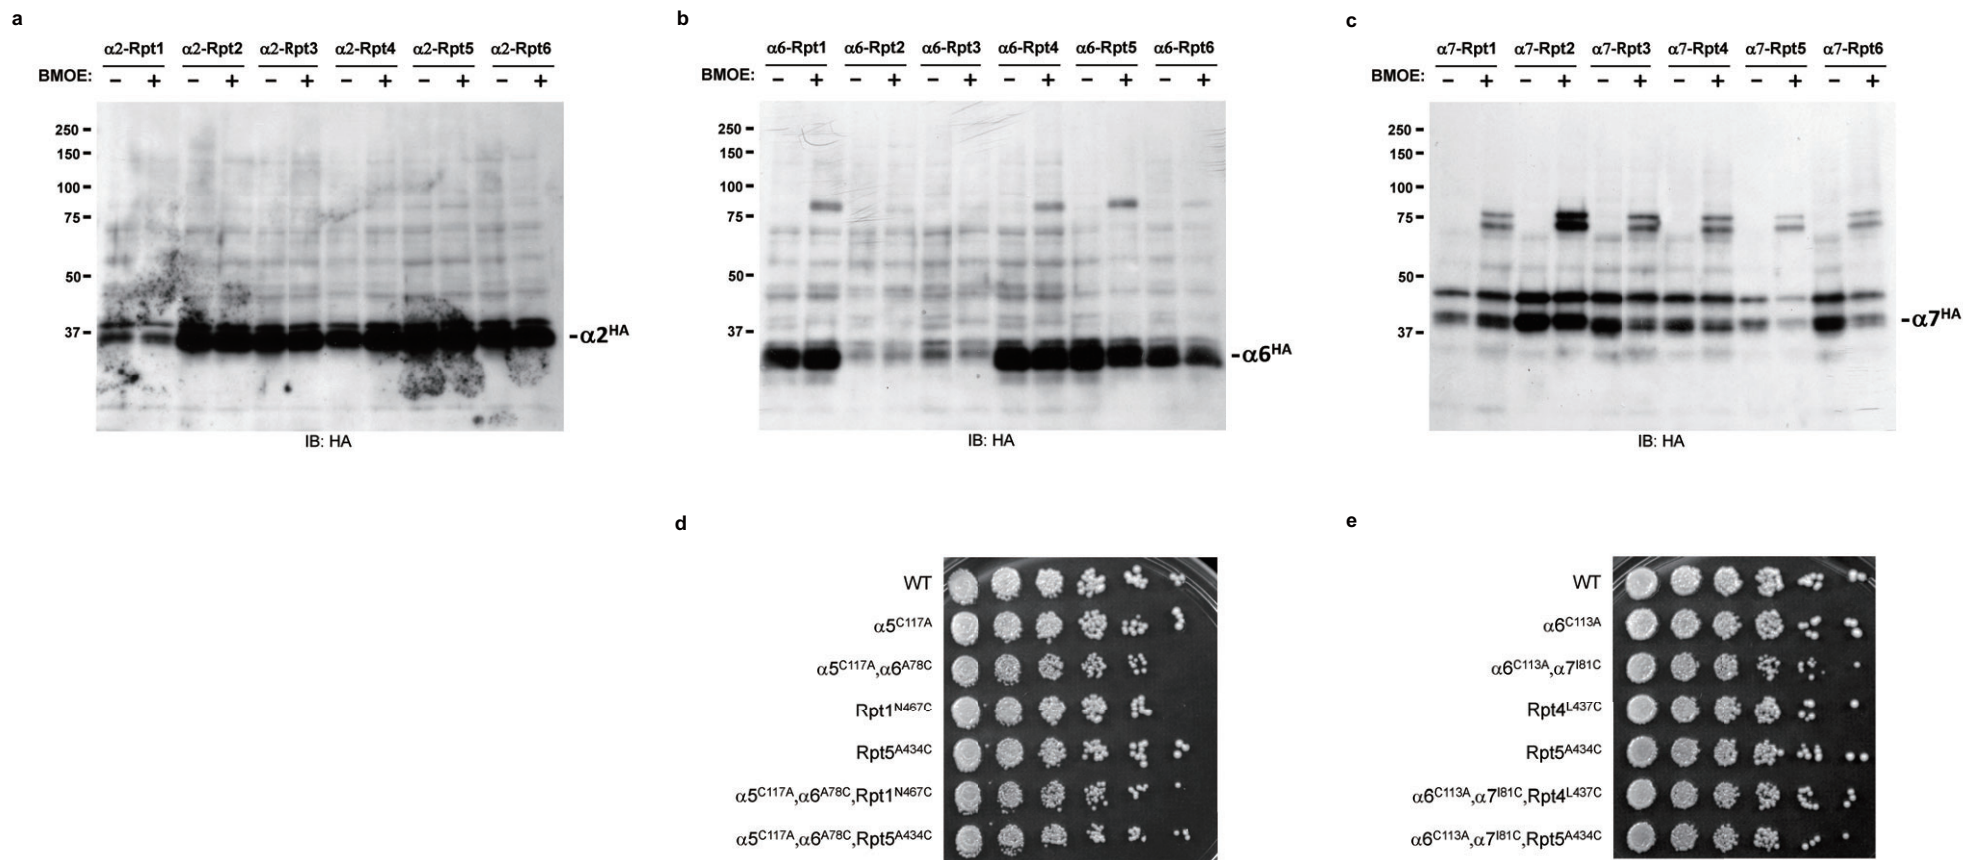 a
α2-Rpt1 α2-Rpt2 α2-Rpt3 α2-Rpt4 α2-Rpt5 α2-Rpt6
BMOE: – + – + – + – + – + – +
250
150
100
75
50
37
-α2HA
IB: HA
b
α6-Rpt1 α6-Rpt2 α6-Rpt3 α6-Rpt4 α6-Rpt5 α6-Rpt6
BMOE: – + – + – + – + – + – +
250
150
100
75
50
37
-α6HA
IB: HA
c
α7-Rpt1 α7-Rpt2 α7-Rpt3 α7-Rpt4 α7-Rpt5 α7-Rpt6
BMOE: – + – + – + – + – + – +
250
150
100
75
50
37
-α7HA
IB: HA
d
WT
α5C117A
α5C117A,α6A78C
Rpt1N467C
Rpt5A434C
α5C117A,α6A78C,Rpt1N467C
α5C117A,α6A78C,Rpt5A434C
e
WT
α6C113A
α6C113A,α7I81C
Rpt4L437C
Rpt5A434C
α6C113A,α7I81C,Rpt4L437C
α6C113A,α7I81C,Rpt5A434C